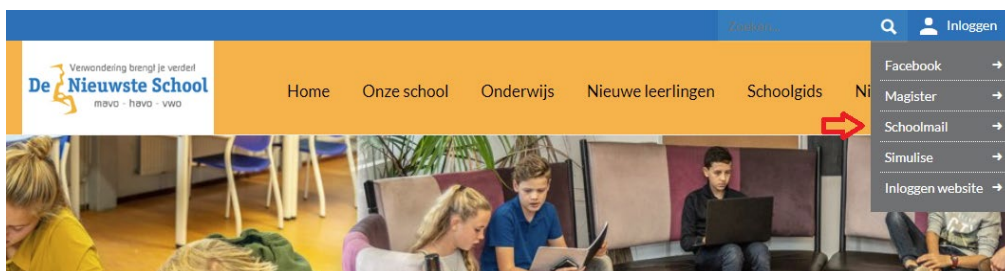 Zoeken...
Inloggen
Verwondering brengt je verder!
De Nieuwste School
mavo - havo - vwo
Home Onze school Onderwijs Nieuwe leerlingen Schoolgids Ni
Facebook
Magister
Schoolmail
Simulise
Inloggen website